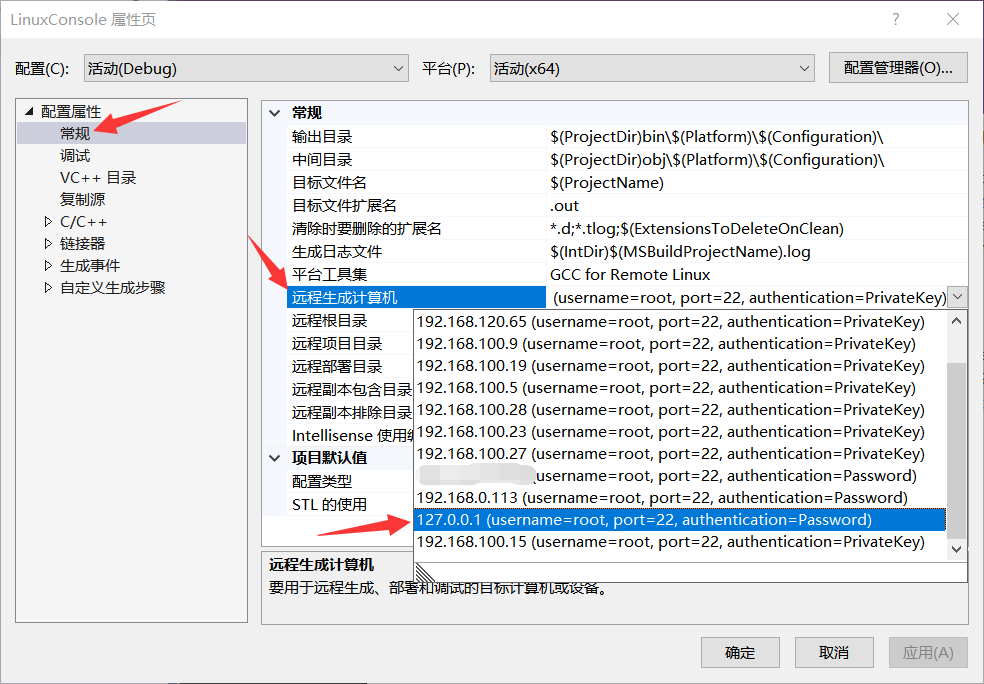 LinuxConsole 属性页
配置(C): 活动(Debug) 平台(P): 活动(x64) 配置管理器(O)...
配置属性
常规
调试
VC++ 目录
复制源
C/C++
链接器
生成事件
自定义生成步骤
常规
输出目录 $(ProjectDir)bin\$(Platform)\$(Configuration)\
中间目录 $(ProjectDir)obj\$(Platform)\$(Configuration)\
目标文件名 $(ProjectName)
目标文件扩展名 .out
清除时要删除的扩展名 *.d;*.tlog;$(ExtensionsToDeleteOnClean)
生成日志文件 $(IntDir)$(MSBuildProjectName).log
平台工具集 GCC for Remote Linux
远程生成计算机 (username=root, port=22, authentication=PrivateKey)
远程根目录 192.168.120.65 (username=root, port=22, authentication=PrivateKey)
远程项目目录 192.168.100.9 (username=root, port=22, authentication=PrivateKey)
远程部署目录 192.168.100.19 (username=root, port=22, authentication=PrivateKey)
远程副本包含目录 192.168.100.5 (username=root, port=22, authentication=PrivateKey)
远程副本排除目录 192.168.100.28 (username=root, port=22, authentication=PrivateKey)
Intellisense 使用 192.168.100.23 (username=root, port=22, authentication=PrivateKey)
项目默认值 192.168.100.27 (username=root, port=22, authentication=PrivateKey)
配置类型 (username=root, port=22, authentication=Password)
STL 的使用 192.168.0.113 (username=root, port=22, authentication=Password)
127.0.0.1 (username=root, port=22, authentication=Password)
192.168.100.15 (username=root, port=22, authentication=PrivateKey)
远程生成计算机
要用于远程生成、部署和调试的目标计算机或设备。
确定 取消 应用(A)